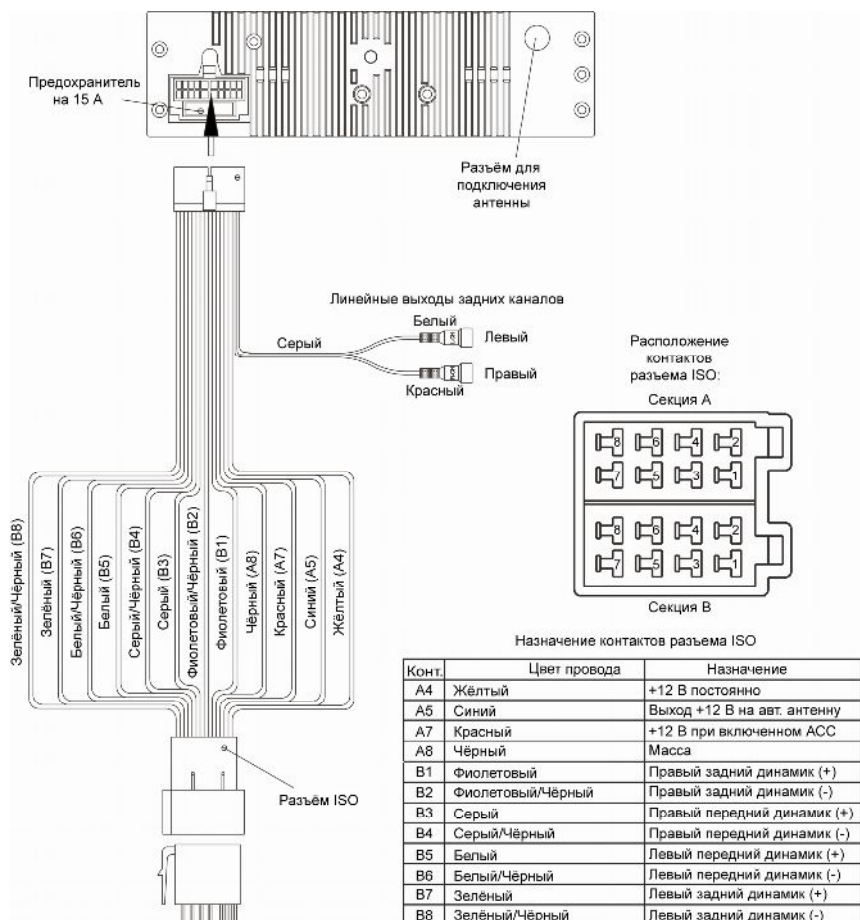 Предохранитель
на 15 А
Разъём для
подключения
антенны
Линейные выходы задних каналов
Белый
Левый
Серый
Правый
Красный
Расположение
контактов
разъема ISO:
Секция А
8 6 4 2
7 5 3 1
8 6 4 2
7 5 3 1
Секция В
Зелёный/Чёрный (B8)
Зелёный (B7)
Белый/Чёрный (B6)
Белый (B5)
Серый/Чёрный (B4)
Серый (B3)
Фиолетовый/Чёрный (B2)
Фиолетовый (B1)
Чёрный (A8)
Красный (A7)
Синий (A5)
Жёлтый (A4)
Разъём ISO
Назначение контактов разъема ISO
Конт. Цвет провода Назначение
A4 Жёлтый +12 В постоянно
A5 Синий Выход +12 В на авт. антенну
A7 Красный +12 В при включенном ACC
A8 Чёрный Масса
B1 Фиолетовый Правый задний динамик (+)
B2 Фиолетовый/Чёрный Правый задний динамик (-)
B3 Серый Правый передний динамик (+)
B4 Серый/Чёрный Правый передний динамик (-)
B5 Белый Левый передний динамик (+)
B6 Белый/Чёрный Левый передний динамик (-)
B7 Зелёный Левый задний динамик (+)
B8 Зелёный/Чёрный Левый задний динамик (-)